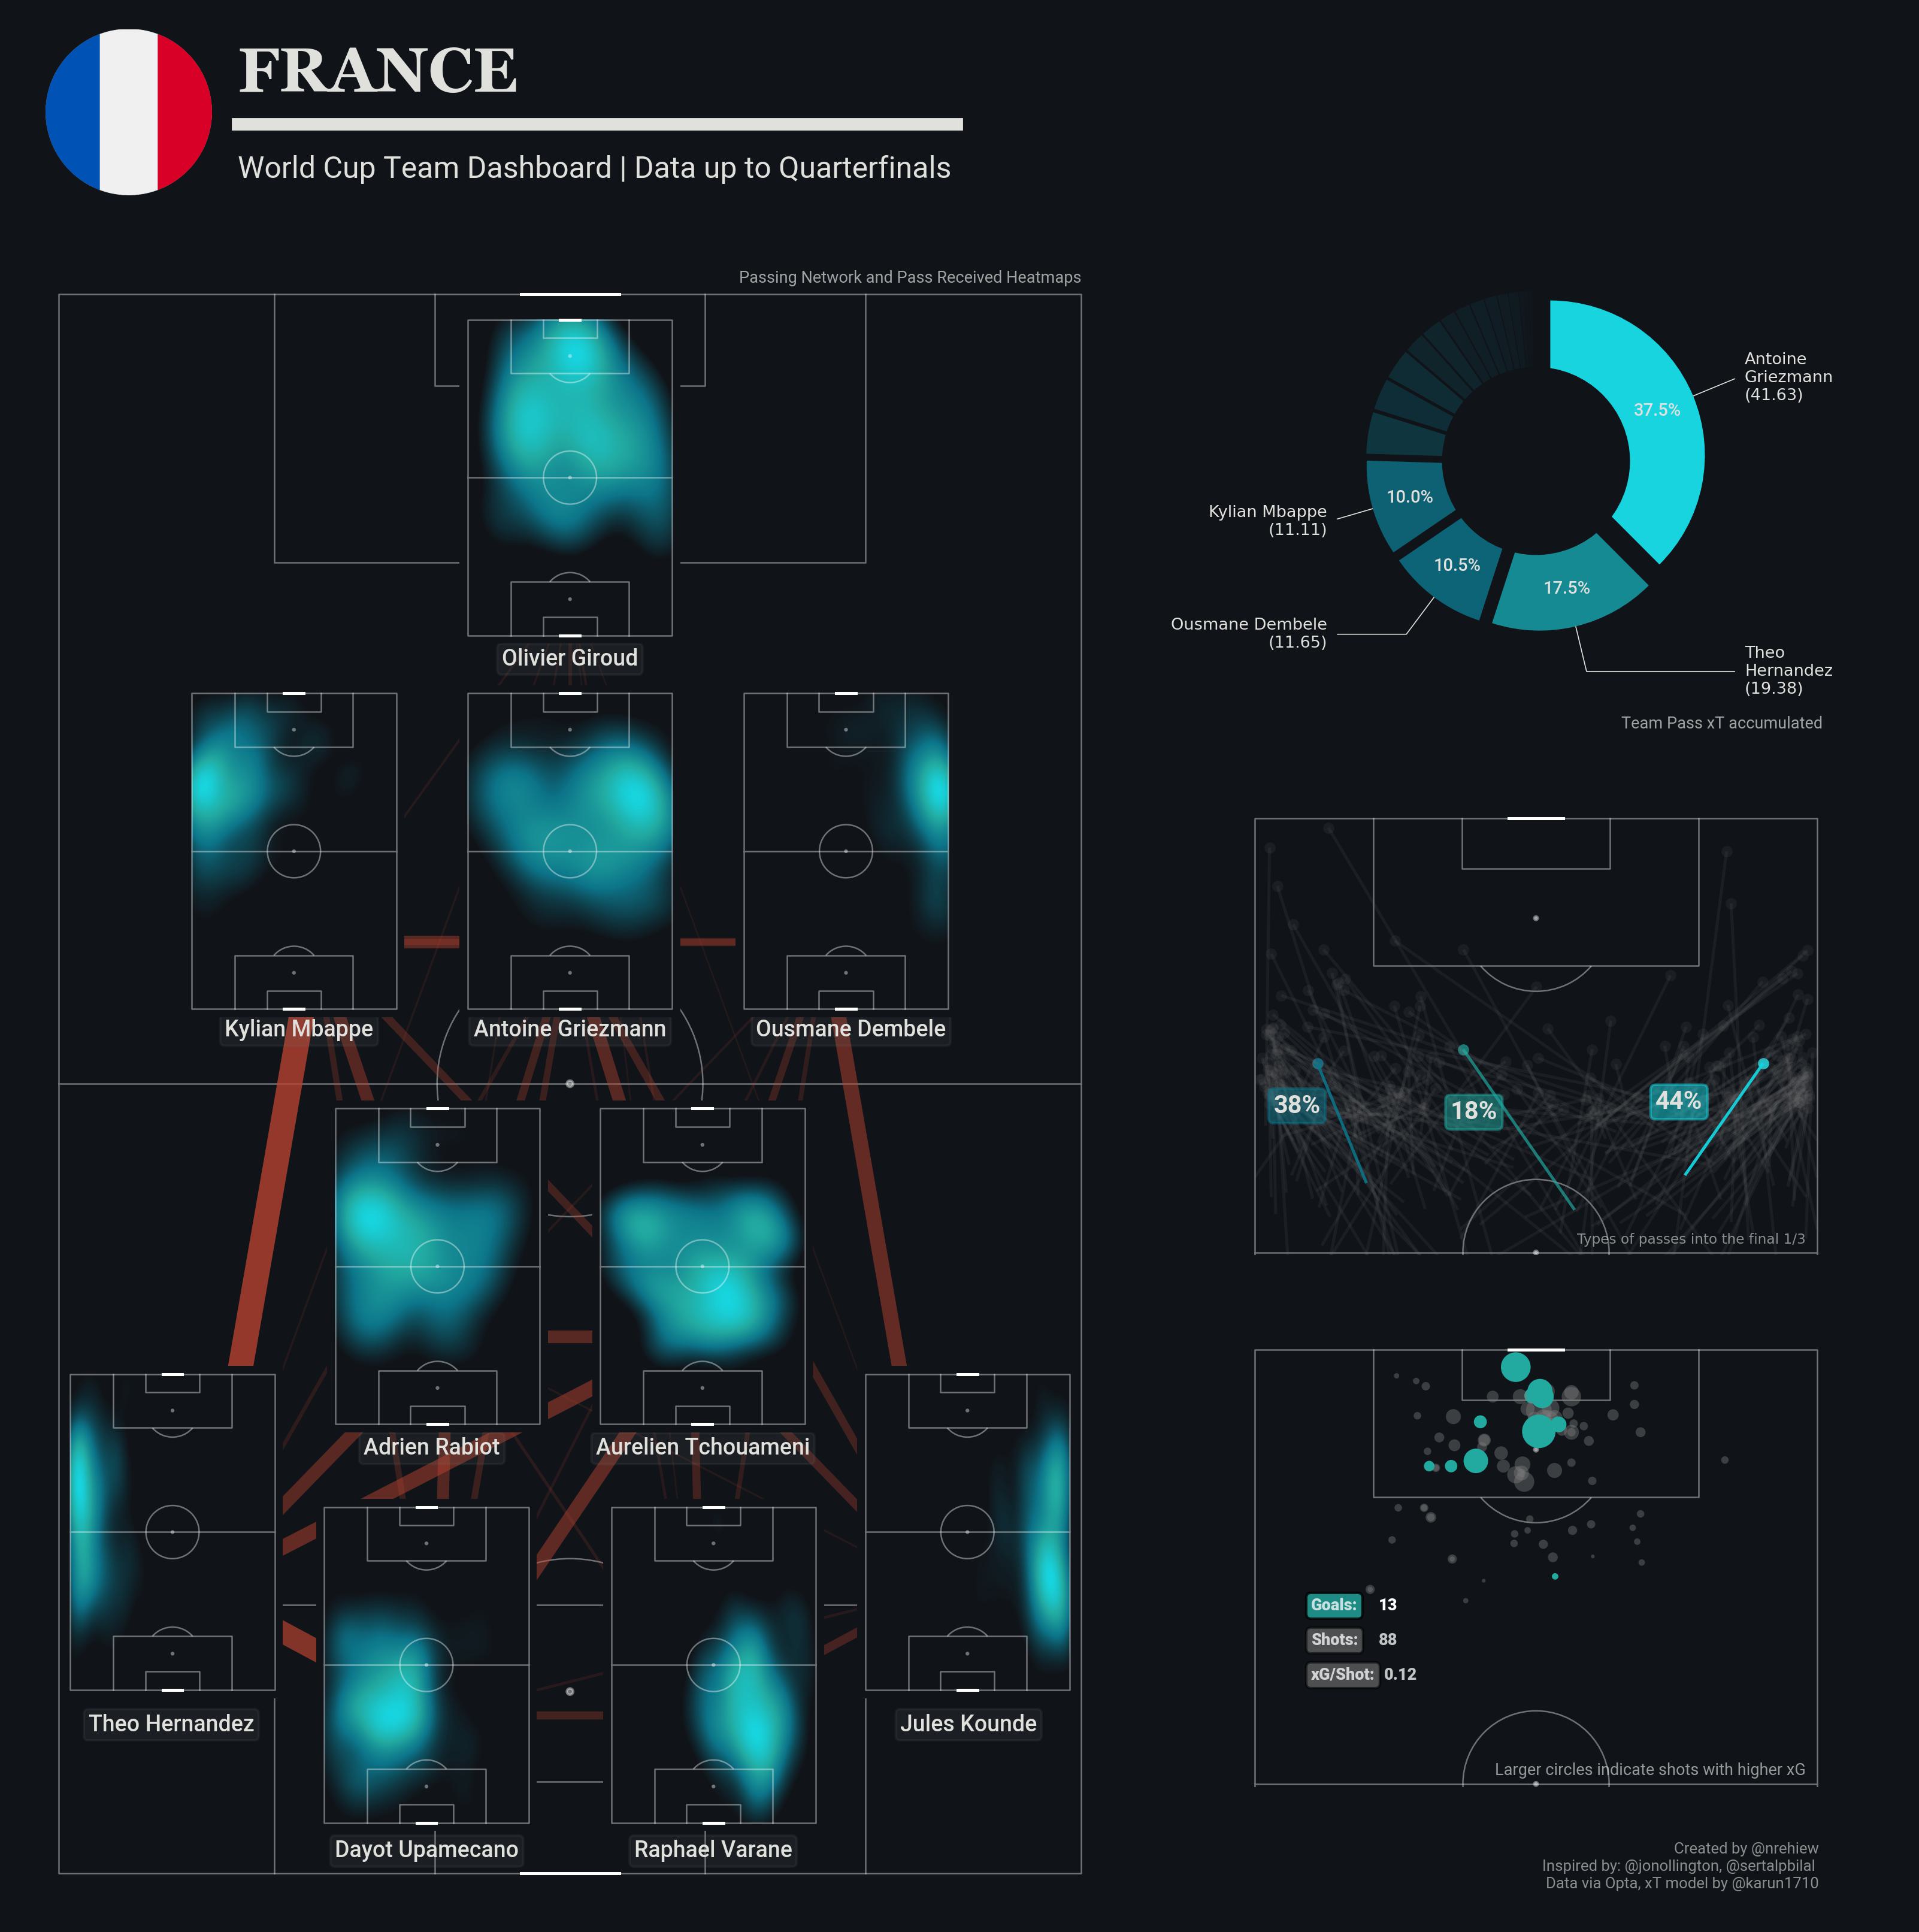 FRANCE
World Cup Team Dashboard | Data up to Quarterfinals
Passing Network and Pass Received Heatmaps
Olivier Giroud
Kylian Mbappe
Antoine Griezmann
Ousmane Dembele
Adrien Rabiot
Aurelien Tchouameni
Theo Hernandez
Jules Kounde
Dayot Upamecano
Raphael Varane
Antoine
Griezmann
(41.63)
37.5%
Kylian Mbappe
(11.11)
10.0%
10.5%
17.5%
Ousmane Dembele
(11.65)
Theo
Hernandez
(19.38)
Team Pass xT accumulated
38%
18%
44%
Types of passes into the final 1/3
Goals: 13
Shots: 88
xG/Shot: 0.12
Larger circles indicate shots with higher xG
Created by @nrehiew
Inspired by: @jonollington, @sertalpbilal
Data via Opta, xT model by @karun1710